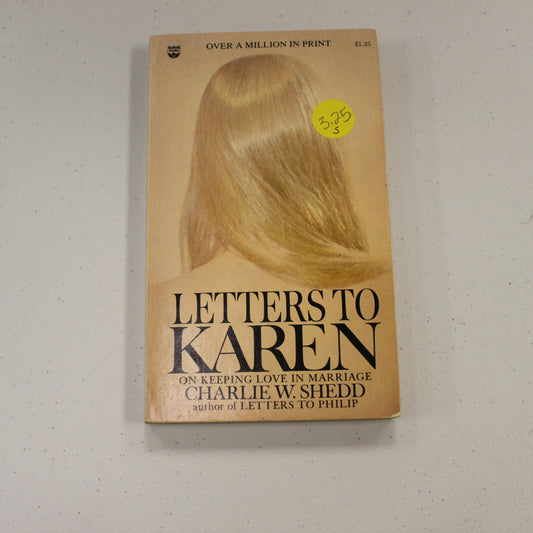 OVER A MILLION IN PRINT $1.25
3.25
s
LETTERS TO
KAREN
ON KEEPING LOVE IN MARRIAGE
CHARLIE W. SHEDD
author of LETTERS TO PHILIP